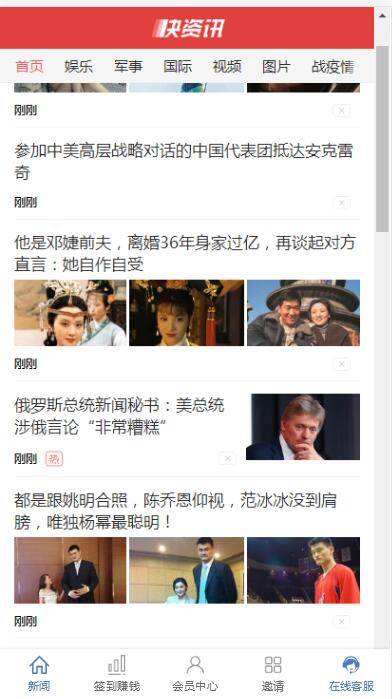 快资讯
首页 娱乐 军事 国际 视频 图片 战疫情
刚刚
参加中美高层战略对话的中国代表团抵达安克雷
奇
刚刚
他是邓婕前夫，离婚36年身家过亿，再谈起对方
直言：她自作自受
刚刚
俄罗斯总统新闻秘书：美总统
涉俄言论“非常糟糕”
刚刚 热
都是跟姚明合照，陈乔恩仰视，范冰冰没到肩
膀，唯独杨幂最聪明！
刚刚
新闻 签到赚钱 会员中心 邀请 在线客服